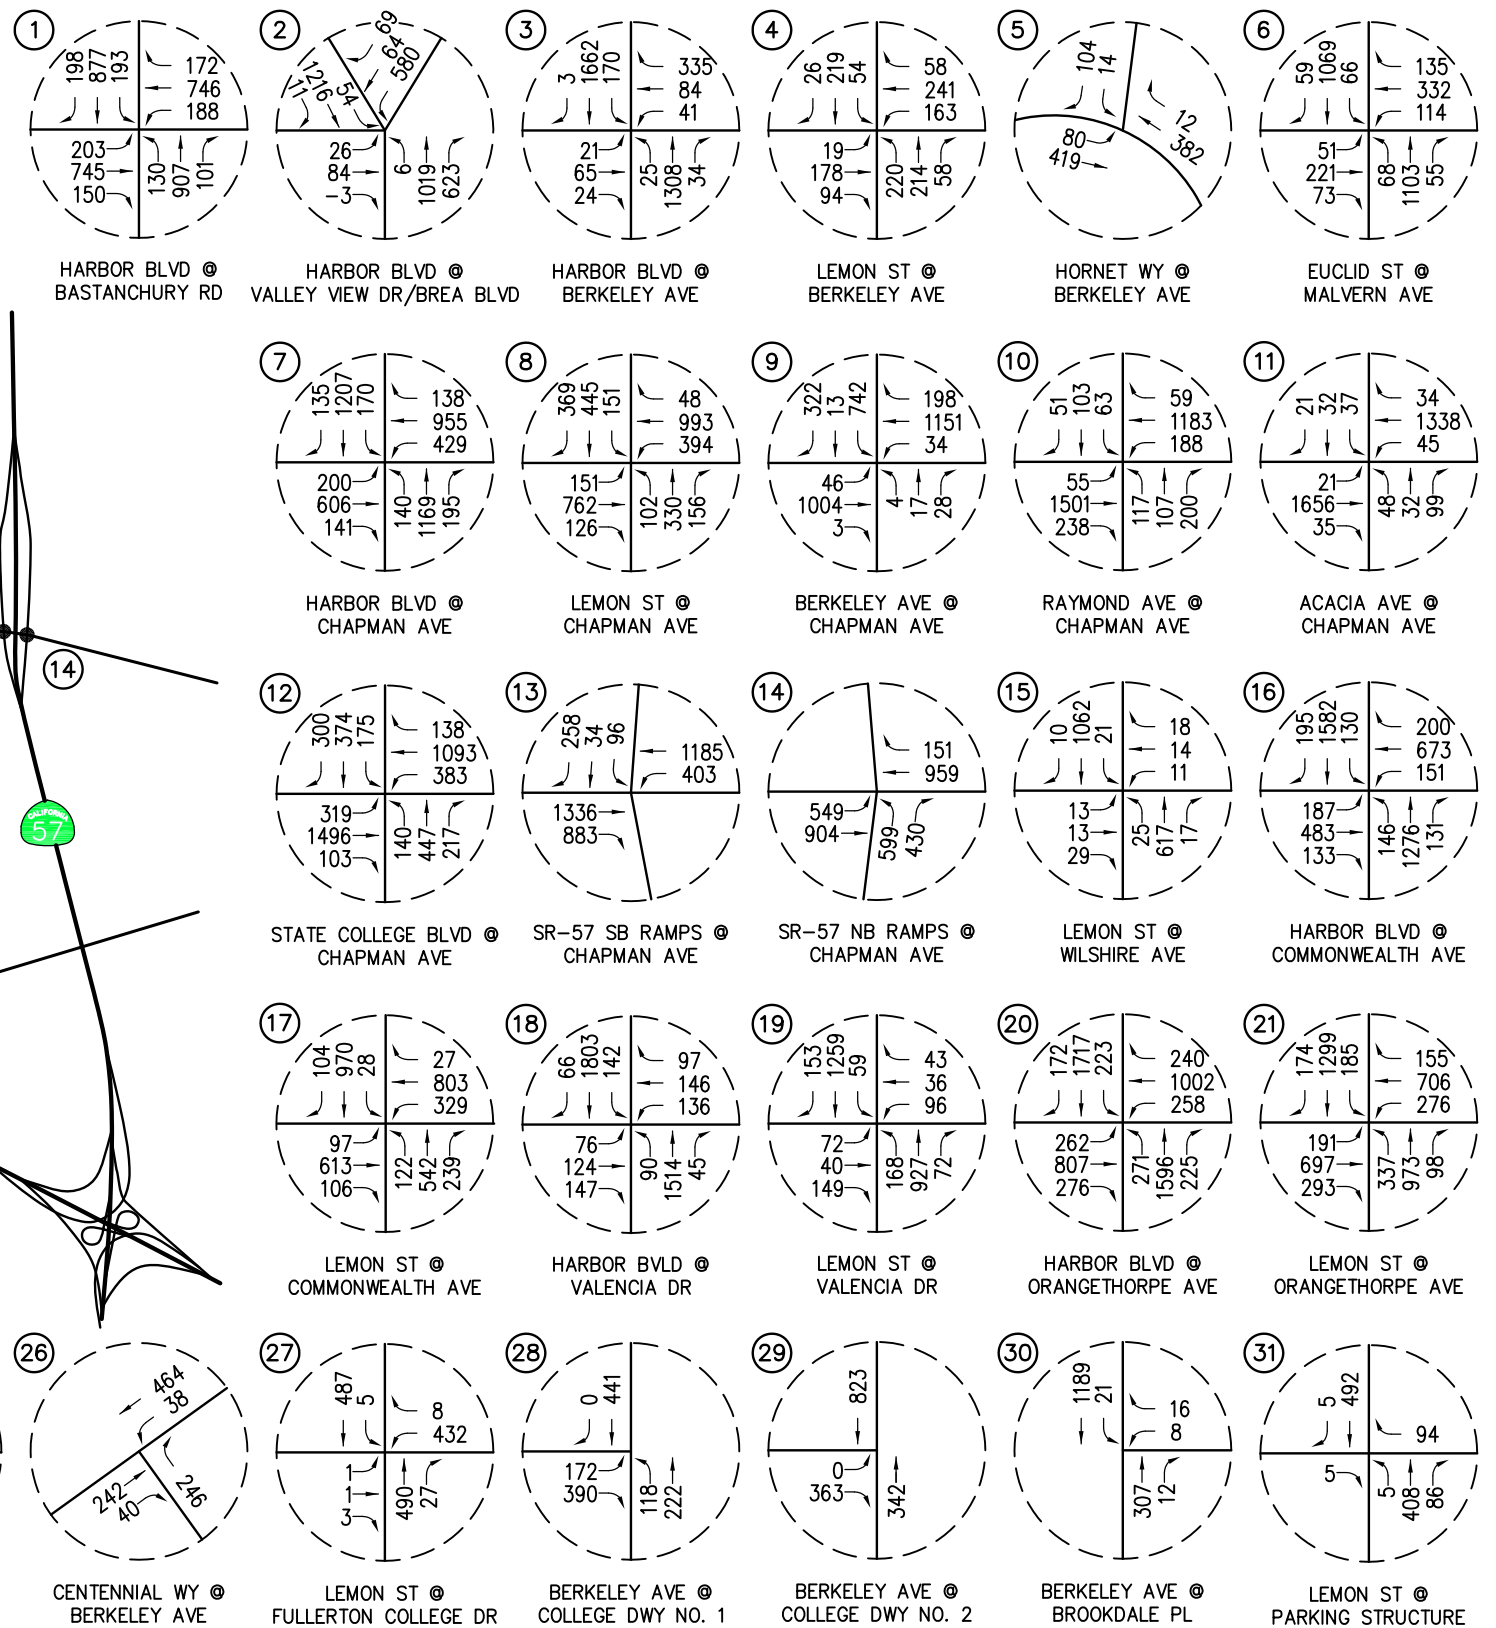 1
198 877 193
172
746
188
203
745
150
130 907 101
HARBOR BLVD @
BASTANCHURY RD
2
11 1216 54
69
64
580
26
84
-3
6 1019 623
HARBOR BLVD @
VALLEY VIEW DR/BREA BLVD
3
3 1662 170
335
84
41
21
65
24
25 1308 34
HARBOR BLVD @
BERKELEY AVE
4
26 219 54
58
241
163
19
178
94
220 214 58
LEMON ST @
BERKELEY AVE
5
104 14
12
382
80
419
HORNET WY @
BERKELEY AVE
6
59 1069 66
135
332
114
51
221
73
68 1103 55
EUCLID ST @
MALVERN AVE
7
135 1207 170
138
955
429
200
606
141
140 1169 195
HARBOR BLVD @
CHAPMAN AVE
8
369 445 151
48
993
394
151
762
126
102 330 156
LEMON ST @
CHAPMAN AVE
9
322 13 742
198
1151
34
46
1004
3
4 17 28
BERKELEY AVE @
CHAPMAN AVE
10
51 103 63
59
1183
188
55
1501
238
117 107 200
RAYMOND AVE @
CHAPMAN AVE
11
21 32 37
34
1338
45
21
1656
35
48 32 99
ACACIA AVE @
CHAPMAN AVE
14
CALIFORNIA
57
12
300 374 175
138
1093
383
319
1496
103
140 447 217
STATE COLLEGE BLVD @
CHAPMAN AVE
13
258 34 96
1185
403
1336
883
SR-57 SB RAMPS @
CHAPMAN AVE
14
151
959
549
904
599 430
SR-57 NB RAMPS @
CHAPMAN AVE
15
10 1062 21
18
14
11
13
13
29
25 617 17
LEMON ST @
WILSHIRE AVE
16
195 1582 130
200
673
151
187
483
133
146 1276 131
HARBOR BLVD @
COMMONWEALTH AVE
17
104 970 28
27
803
329
97
613
106
122 542 239
LEMON ST @
COMMONWEALTH AVE
18
66 1803 142
97
146
136
76
124
147
90 1514 45
HARBOR BVLD @
VALENCIA DR
19
153 1259 59
43
36
96
72
40
149
168 927 72
LEMON ST @
VALENCIA DR
20
172 1717 223
240
1002
258
262
807
276
271 1596 225
HARBOR BLVD @
ORANGETHORPE AVE
21
174 1299 185
155
706
276
191
697
293
337 973 98
LEMON ST @
ORANGETHORPE AVE
26
464
38
242
40
246
CENTENNIAL WY @
BERKELEY AVE
27
487 5
8
432
1
1
3
490 27
LEMON ST @
FULLERTON COLLEGE DR
28
0 441
172
390
118 222
BERKELEY AVE @
COLLEGE DWY NO. 1
29
823
0
363
342
BERKELEY AVE @
COLLEGE DWY NO. 2
30
1189 21
16
8
307 12
BERKELEY AVE @
BROOKDALE PL
31
5 492
94
5
5 408 86
LEMON ST @
PARKING STRUCTURE